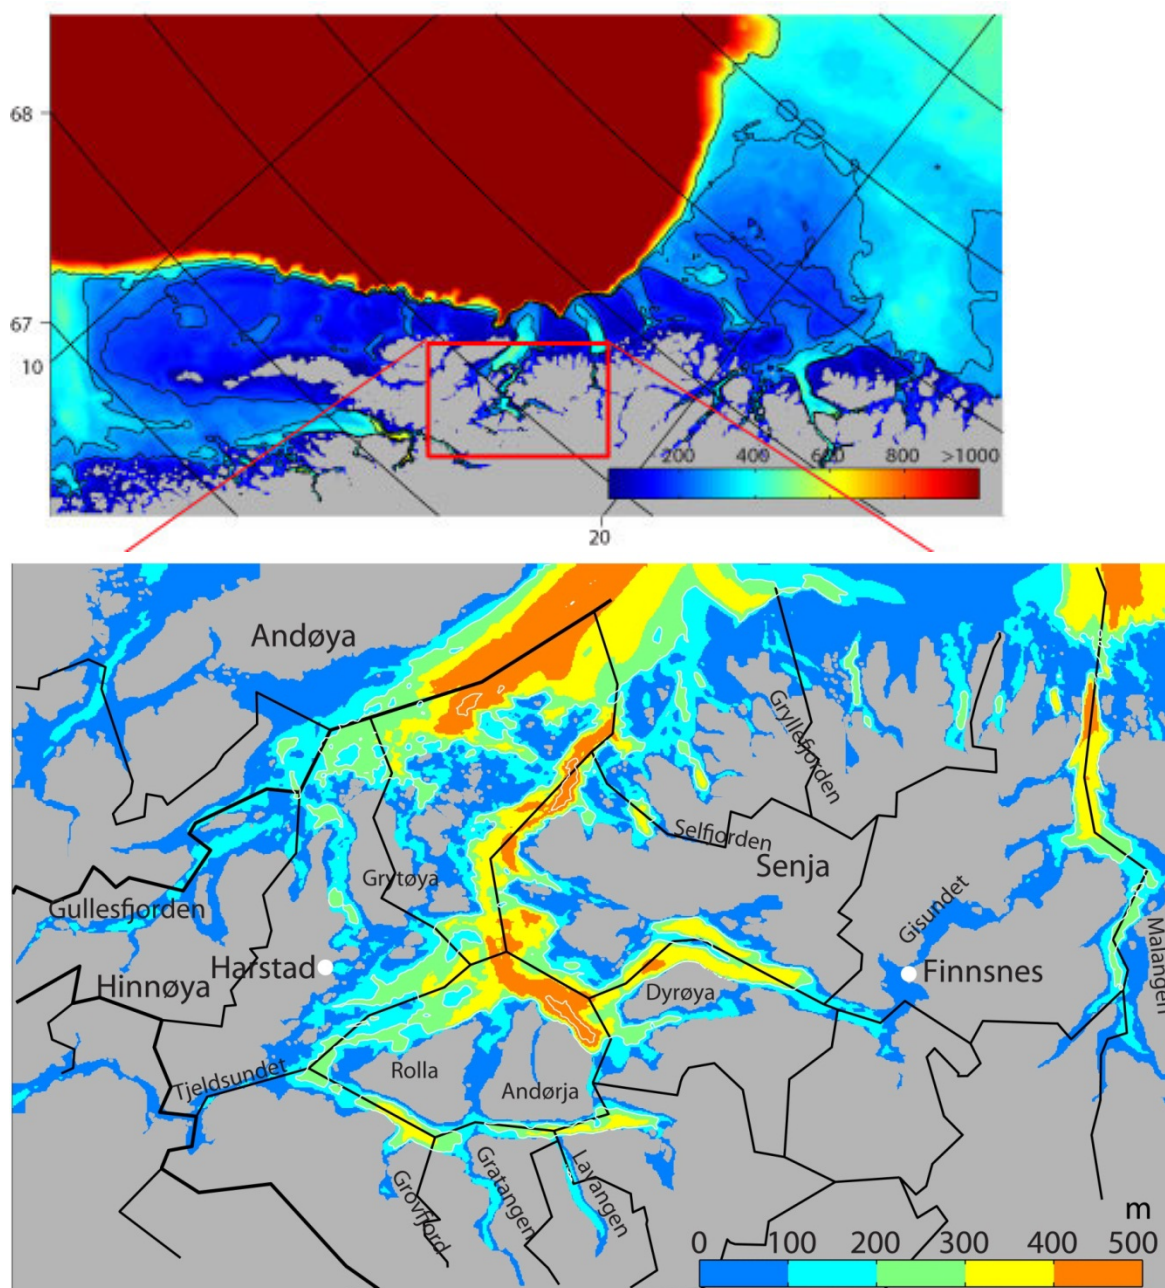 68
67
10
200 400 600 800 >1000
20
Andøya
Gryllefjorden
Selfjorden
Senja
Grytøya
Gullesfjorden
Gisundet
Malangen
Harstad
Finnsnes
Hinnøya
Dyrøya
Rolla
Tjeldsundet
Andørja
Grovfjord
Gratangen
Lavangen
m
0 100 200 300 400 500